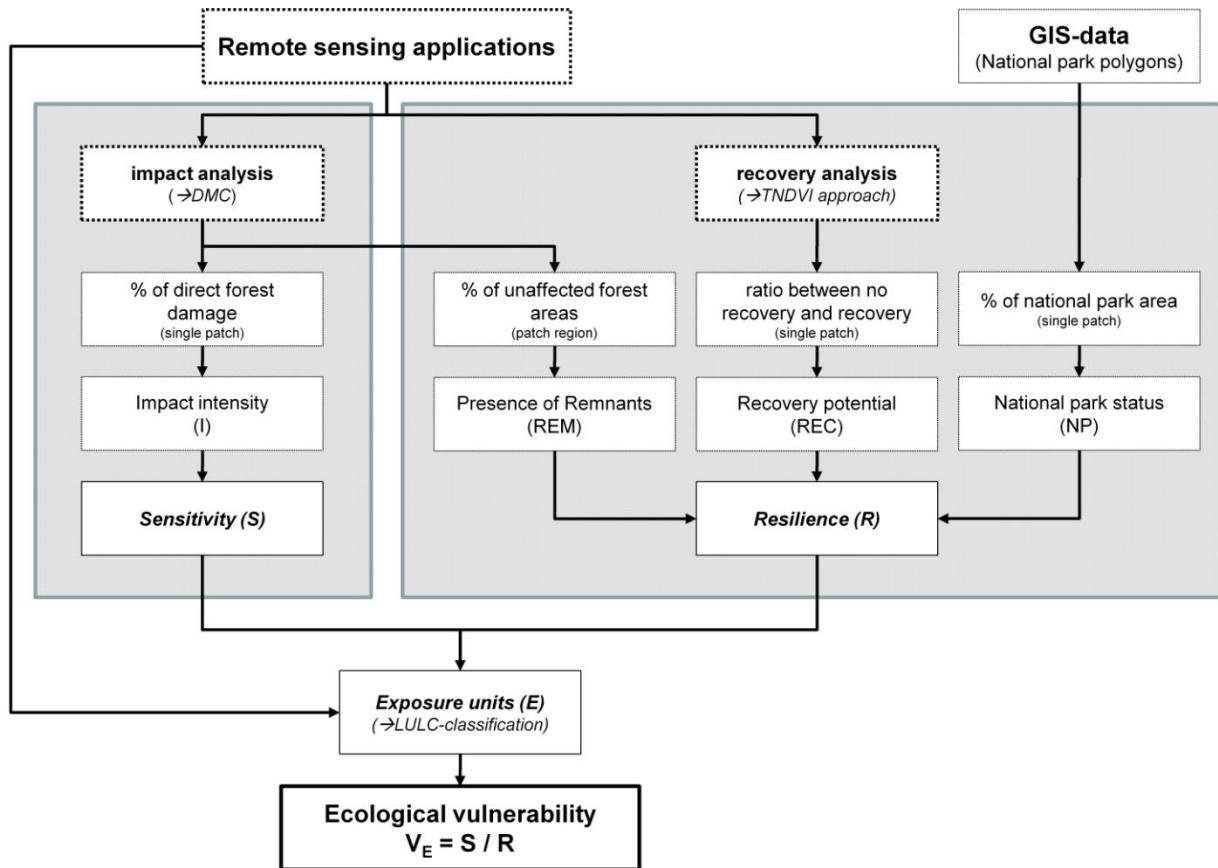 Remote sensing applications
GIS-data
(National park polygons)
impact analysis
(→DMC)
recovery analysis
(→TNDVI approach)
% of direct forest
damage
(single patch)
% of unaffected forest
areas
(patch region)
ratio between no
recovery and recovery
(single patch)
% of national park area
(single patch)
Impact intensity
(I)
Presence of Remnants
(REM)
Recovery potential
(REC)
National park status
(NP)
Sensitivity (S)
Resilience (R)
Exposure units (E)
(→LULC-classification)
Ecological vulnerability
V_E = S / R